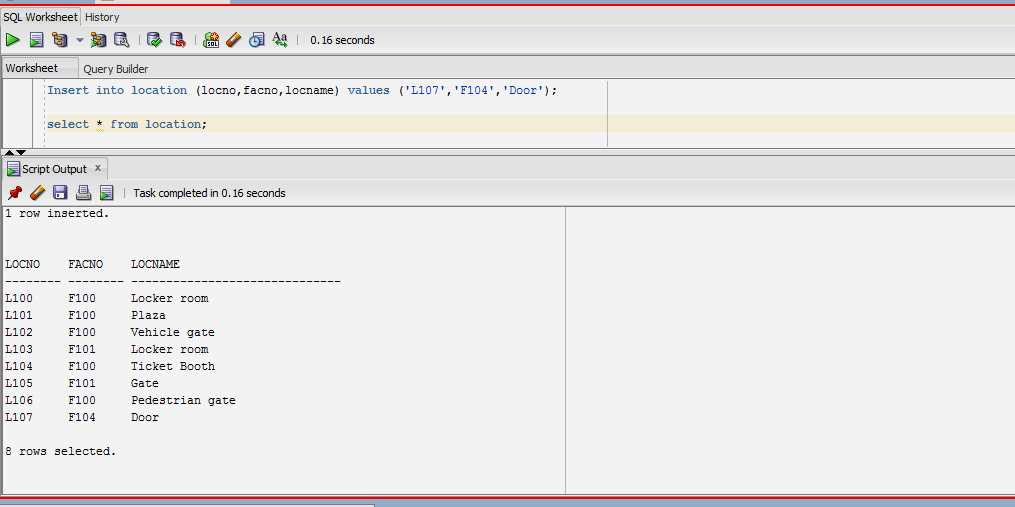 SQL Worksheet History
0.16 seconds
Worksheet Query Builder
Insert into location (locno,facno,locname) values ('L107','F104','Door');
select * from location;
Script Output x
Task completed in 0.16 seconds
1 row inserted.
LOCNO FACNO LOCNAME
-------- -------- ------------------------------
L100 F100 Locker room
L101 F100 Plaza
L102 F100 Vehicle gate
L103 F101 Locker room
L104 F100 Ticket Booth
L105 F101 Gate
L106 F100 Pedestrian gate
L107 F104 Door
8 rows selected.